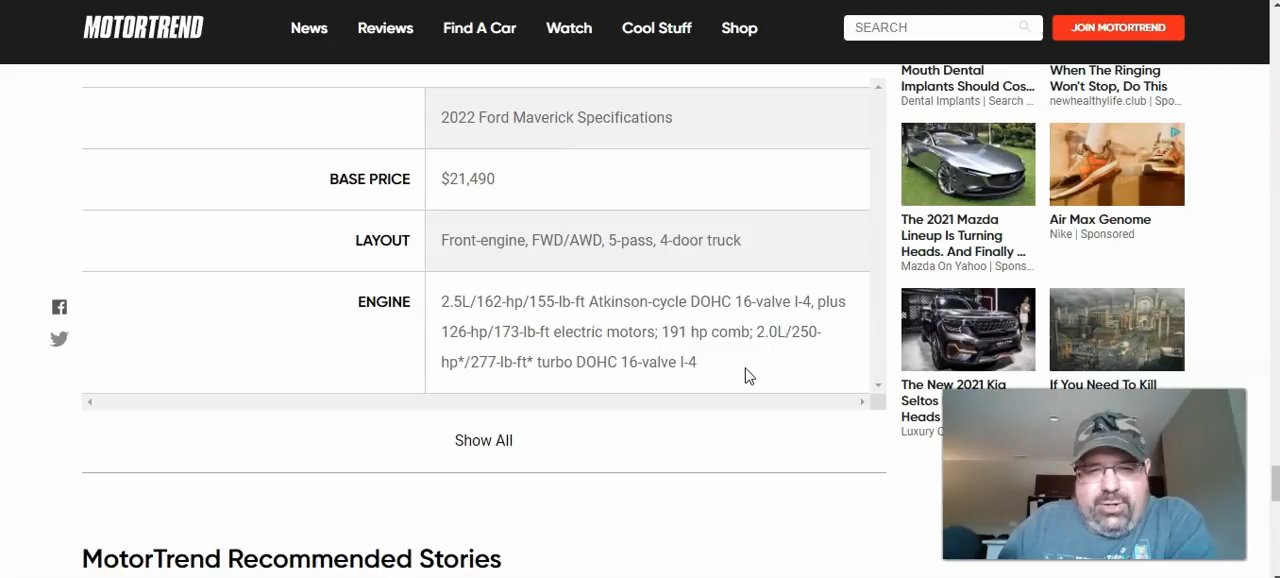 MOTORTREND
News
Reviews
Find A Car
Watch
Cool Stuff
Shop
SEARCH
JOIN MOTORTREND
2022 Ford Maverick Specifications
BASE PRICE
$21,490
LAYOUT
Front-engine, FWD/AWD, 5-pass, 4-door truck
ENGINE
2.5L/162-hp/155-lb-ft Atkinson-cycle DOHC 16-valve I-4, plus
126-hp/173-lb-ft electric motors; 191 hp comb; 2.0L/250-
hp*/277-lb-ft* turbo DOHC 16-valve I-4
Show All
MotorTrend Recommended Stories
Mouth Dental
Implants Should Cos...
Dental Implants | Search ...
When The Ringing
Won't Stop, Do This
newhealthylife.club | Spo...
The 2021 Mazda
Lineup Is Turning
Heads. And Finally ...
Mazda On Yahoo | Spons...
Air Max Genome
Nike | Sponsored
The New 2021 Kia
Seltos
Heads
Luxury C
If You Need To Kill